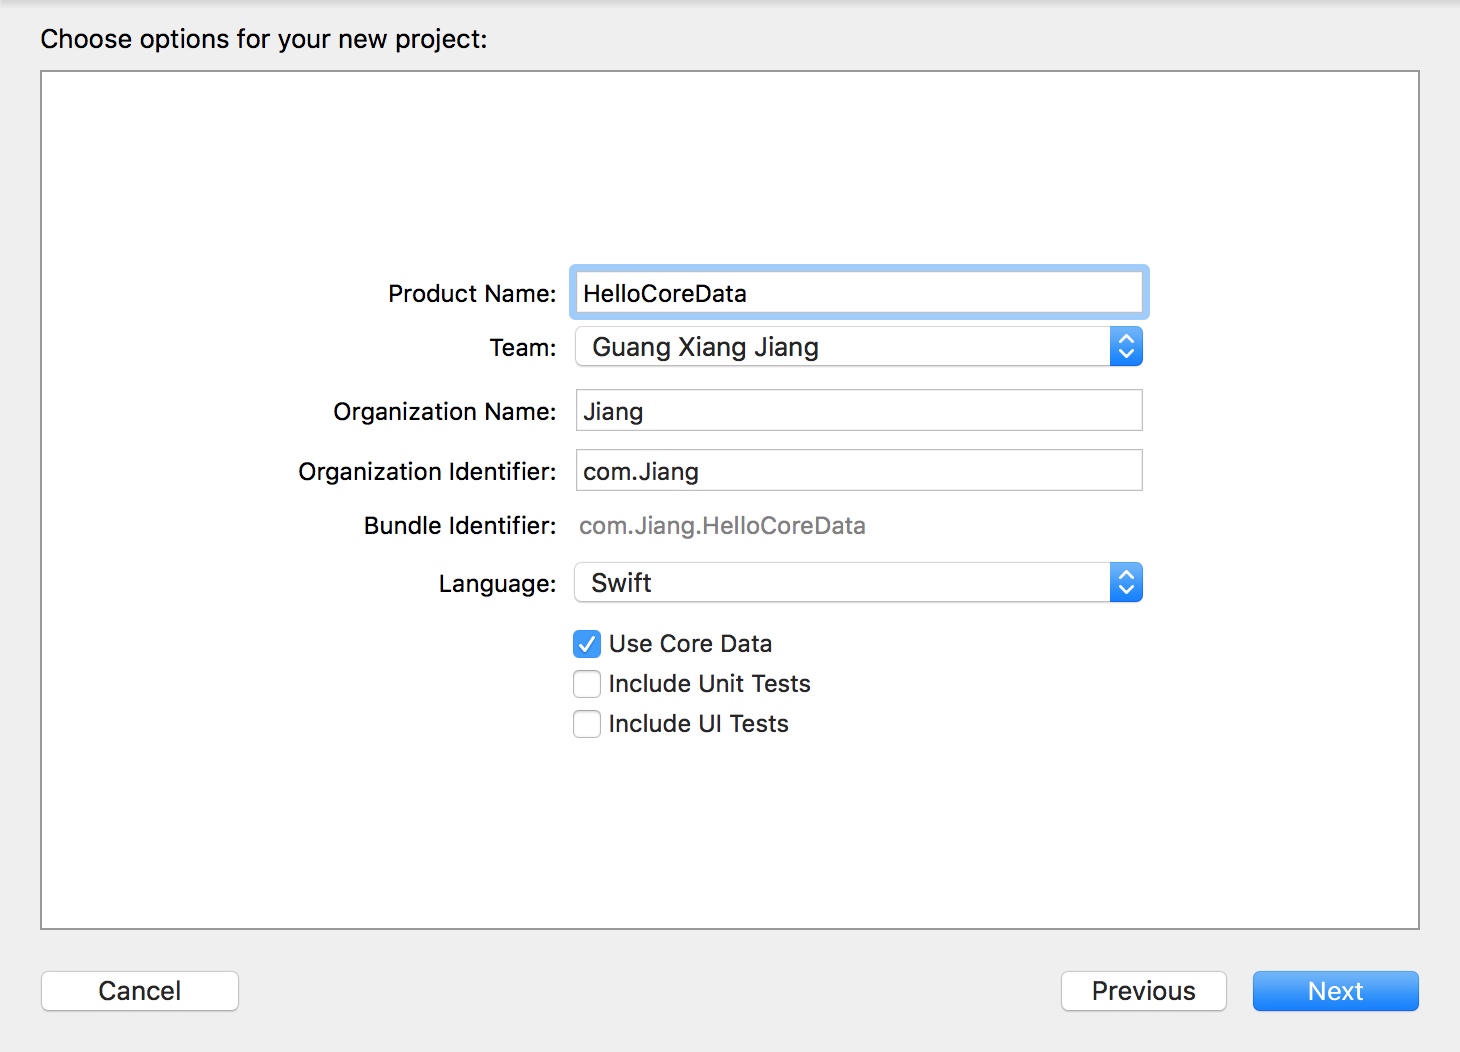 Choose options for your new project:
Product Name: HelloCoreData
Team: Guang Xiang Jiang
Organization Name: Jiang
Organization Identifier: com.Jiang
Bundle Identifier: com.Jiang.HelloCoreData
Language: Swift
Use Core Data
Include Unit Tests
Include UI Tests
Cancel Previous Next